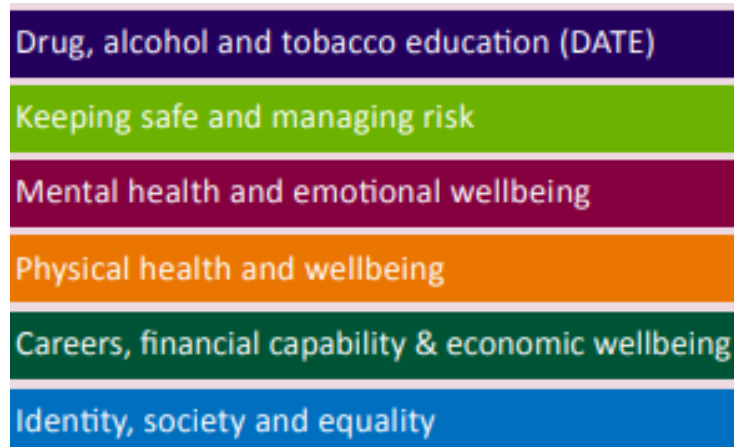 Drug, alcohol and tobacco education (DATE)
Keeping safe and managing risk
Mental health and emotional wellbeing
Physical health and wellbeing
Careers, financial capability & economic wellbeing
Identity, society and equality